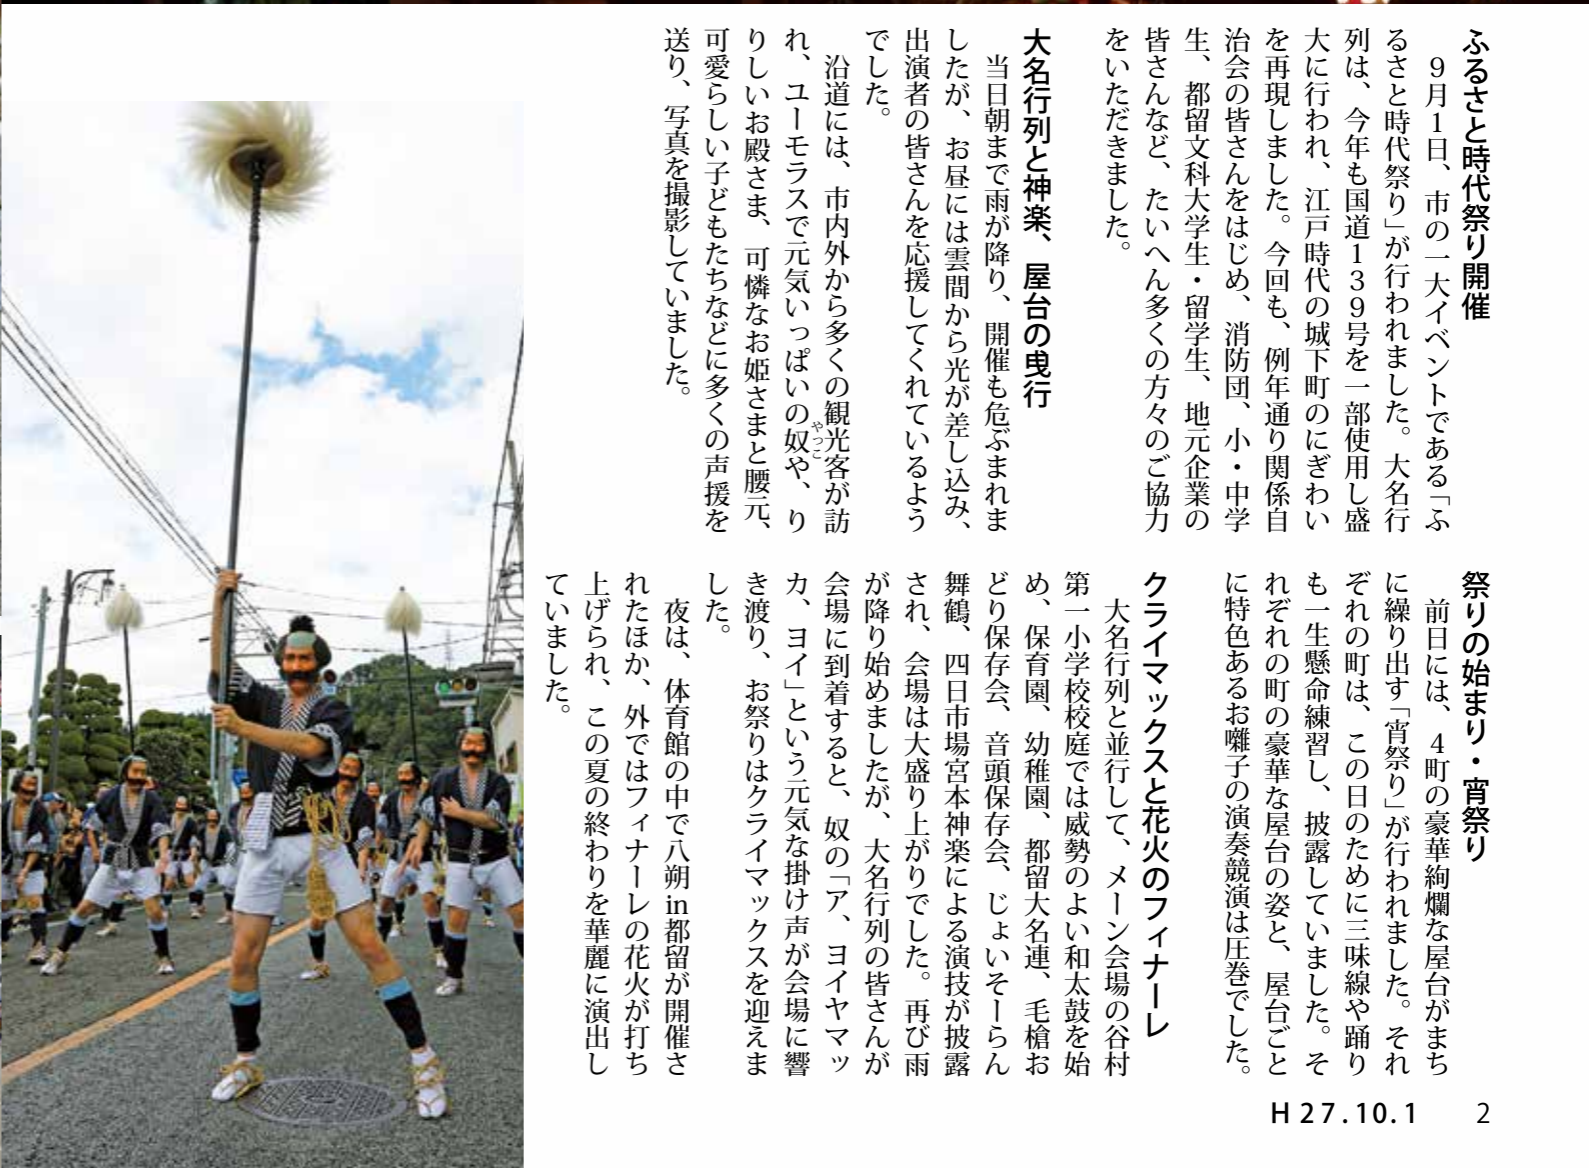 ふるさと時代祭り開催
９月１日、市の一大イベントである「ふ
るさと時代祭り」が行われました。大名行
列は、今年も国道１３９号を一部使用し盛
大に行われ、江戸時代の城下町のにぎわい
を再現しました。今回も、例年通り関係自
治会の皆さんをはじめ、消防団、小・中学
生、都留文科大学生・留学生、地元企業の
皆さんなど、たいへん多くの方々のご協力
をいただきました。
大名行列と神楽、屋台の曳行
当日朝まで雨が降り、開催も危ぶまれま
したが、お昼には雲間から光が差し込み、
出演者の皆さんを応援してくれているよう
でした。
沿道には、市内外から多くの観光客が訪
れ、ユーモラスで元気いっぱいの奴や、り
やっこ
りしいお殿さま、可憐なお姫さまと腰元、
可愛らしい子どもたちなどに多くの声援を
送り、写真を撮影していました。
祭りの始まり・宵祭り
前日には、４町の豪華絢爛な屋台がまち
に繰り出す「宵祭り」が行われました。それ
ぞれの町は、この日のために三味線や踊り
も一生懸命練習し、披露していました。そ
れぞれの町の豪華な屋台の姿と、屋台ごと
に特色あるお囃子の演奏競演は圧巻でした。
クライマックスと花火のフィナーレ
大名行列と並行して、メーン会場の谷村
第一小学校校庭では威勢のよい和太鼓を始
め、保育園、幼稚園、都留大名連、毛槍お
どり保存会、音頭保存会、じょいそーらん
舞鶴、四日市場宮本神楽による演技が披露
され、会場は大盛り上がりでした。再び雨
が降り始めましたが、大名行列の皆さんが
会場に到着すると、奴の「ア、ヨイヤマッ
カ、ヨイ」という元気な掛け声が会場に響
き渡り、お祭りはクライマックスを迎えま
した。
夜は、体育館の中で八朔in都留が開催さ
れたほか、外ではフィナーレの花火が打ち
上げられ、この夏の終わりを華麗に演出し
ていました。
H27.10.1 2